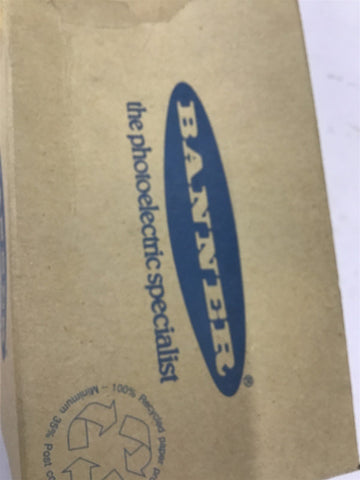 BANNER®
the photoelectric specialist
Minimum - 100% Recycled paper
35% Post